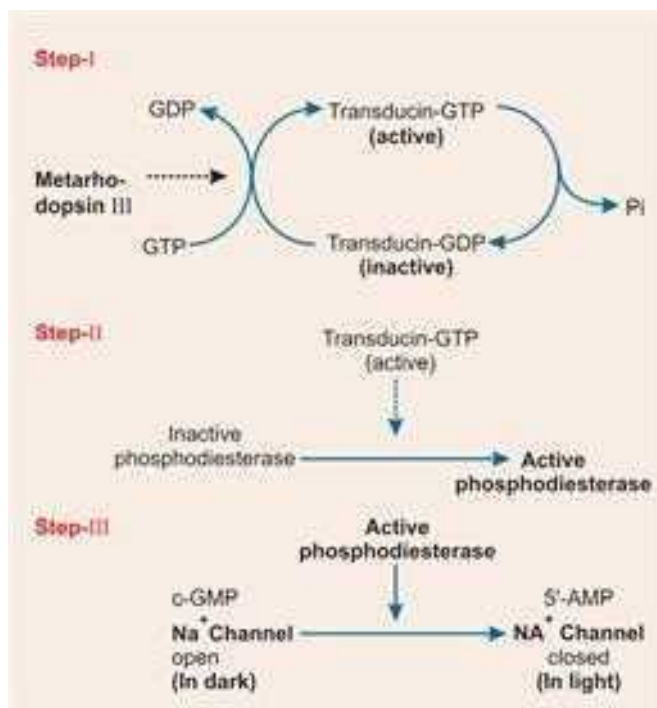 Step-I
GDP
Transducin-GTP
(active)
Metarho-
dopsin III
Pi
GTP
Transducin-GDP
(inactive)
Step-II
Transducin-GTP
(active)
Inactive
phosphodiesterase
Active
phosphodiesterase
Step-III
Active
phosphodiesterase
c-GMP
Na+ Channel
open
(In dark)
5'-AMP
NA+ Channel
closed
(In light)